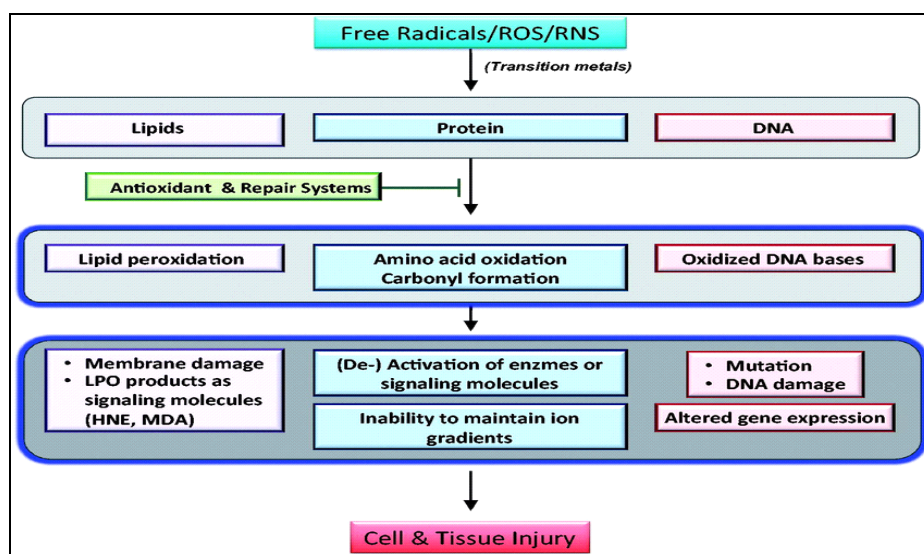 Free Radicals/ROS/RNS
(Transition metals)
Lipids
Protein
DNA
Antioxidant & Repair Systems
Lipid peroxidation
Amino acid oxidation
Carbonyl formation
Oxidized DNA bases
• Membrane damage
• LPO products as
signaling molecules
(HNE, MDA)
(De-) Activation of enzmes or
signaling molecules
Inability to maintain ion
gradients
• Mutation
• DNA damage
Altered gene expression
Cell & Tissue Injury